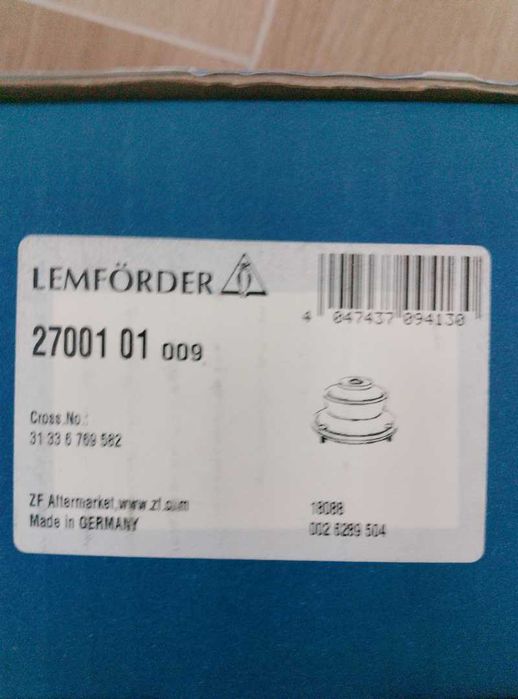 LEMFÖRDER
4 047437 094130
27001 01 009
Cross.No.:
31 33 6 769 582
ZF Aftermarket,www.zf.com
Made in GERMANY
18088
002 6289 504